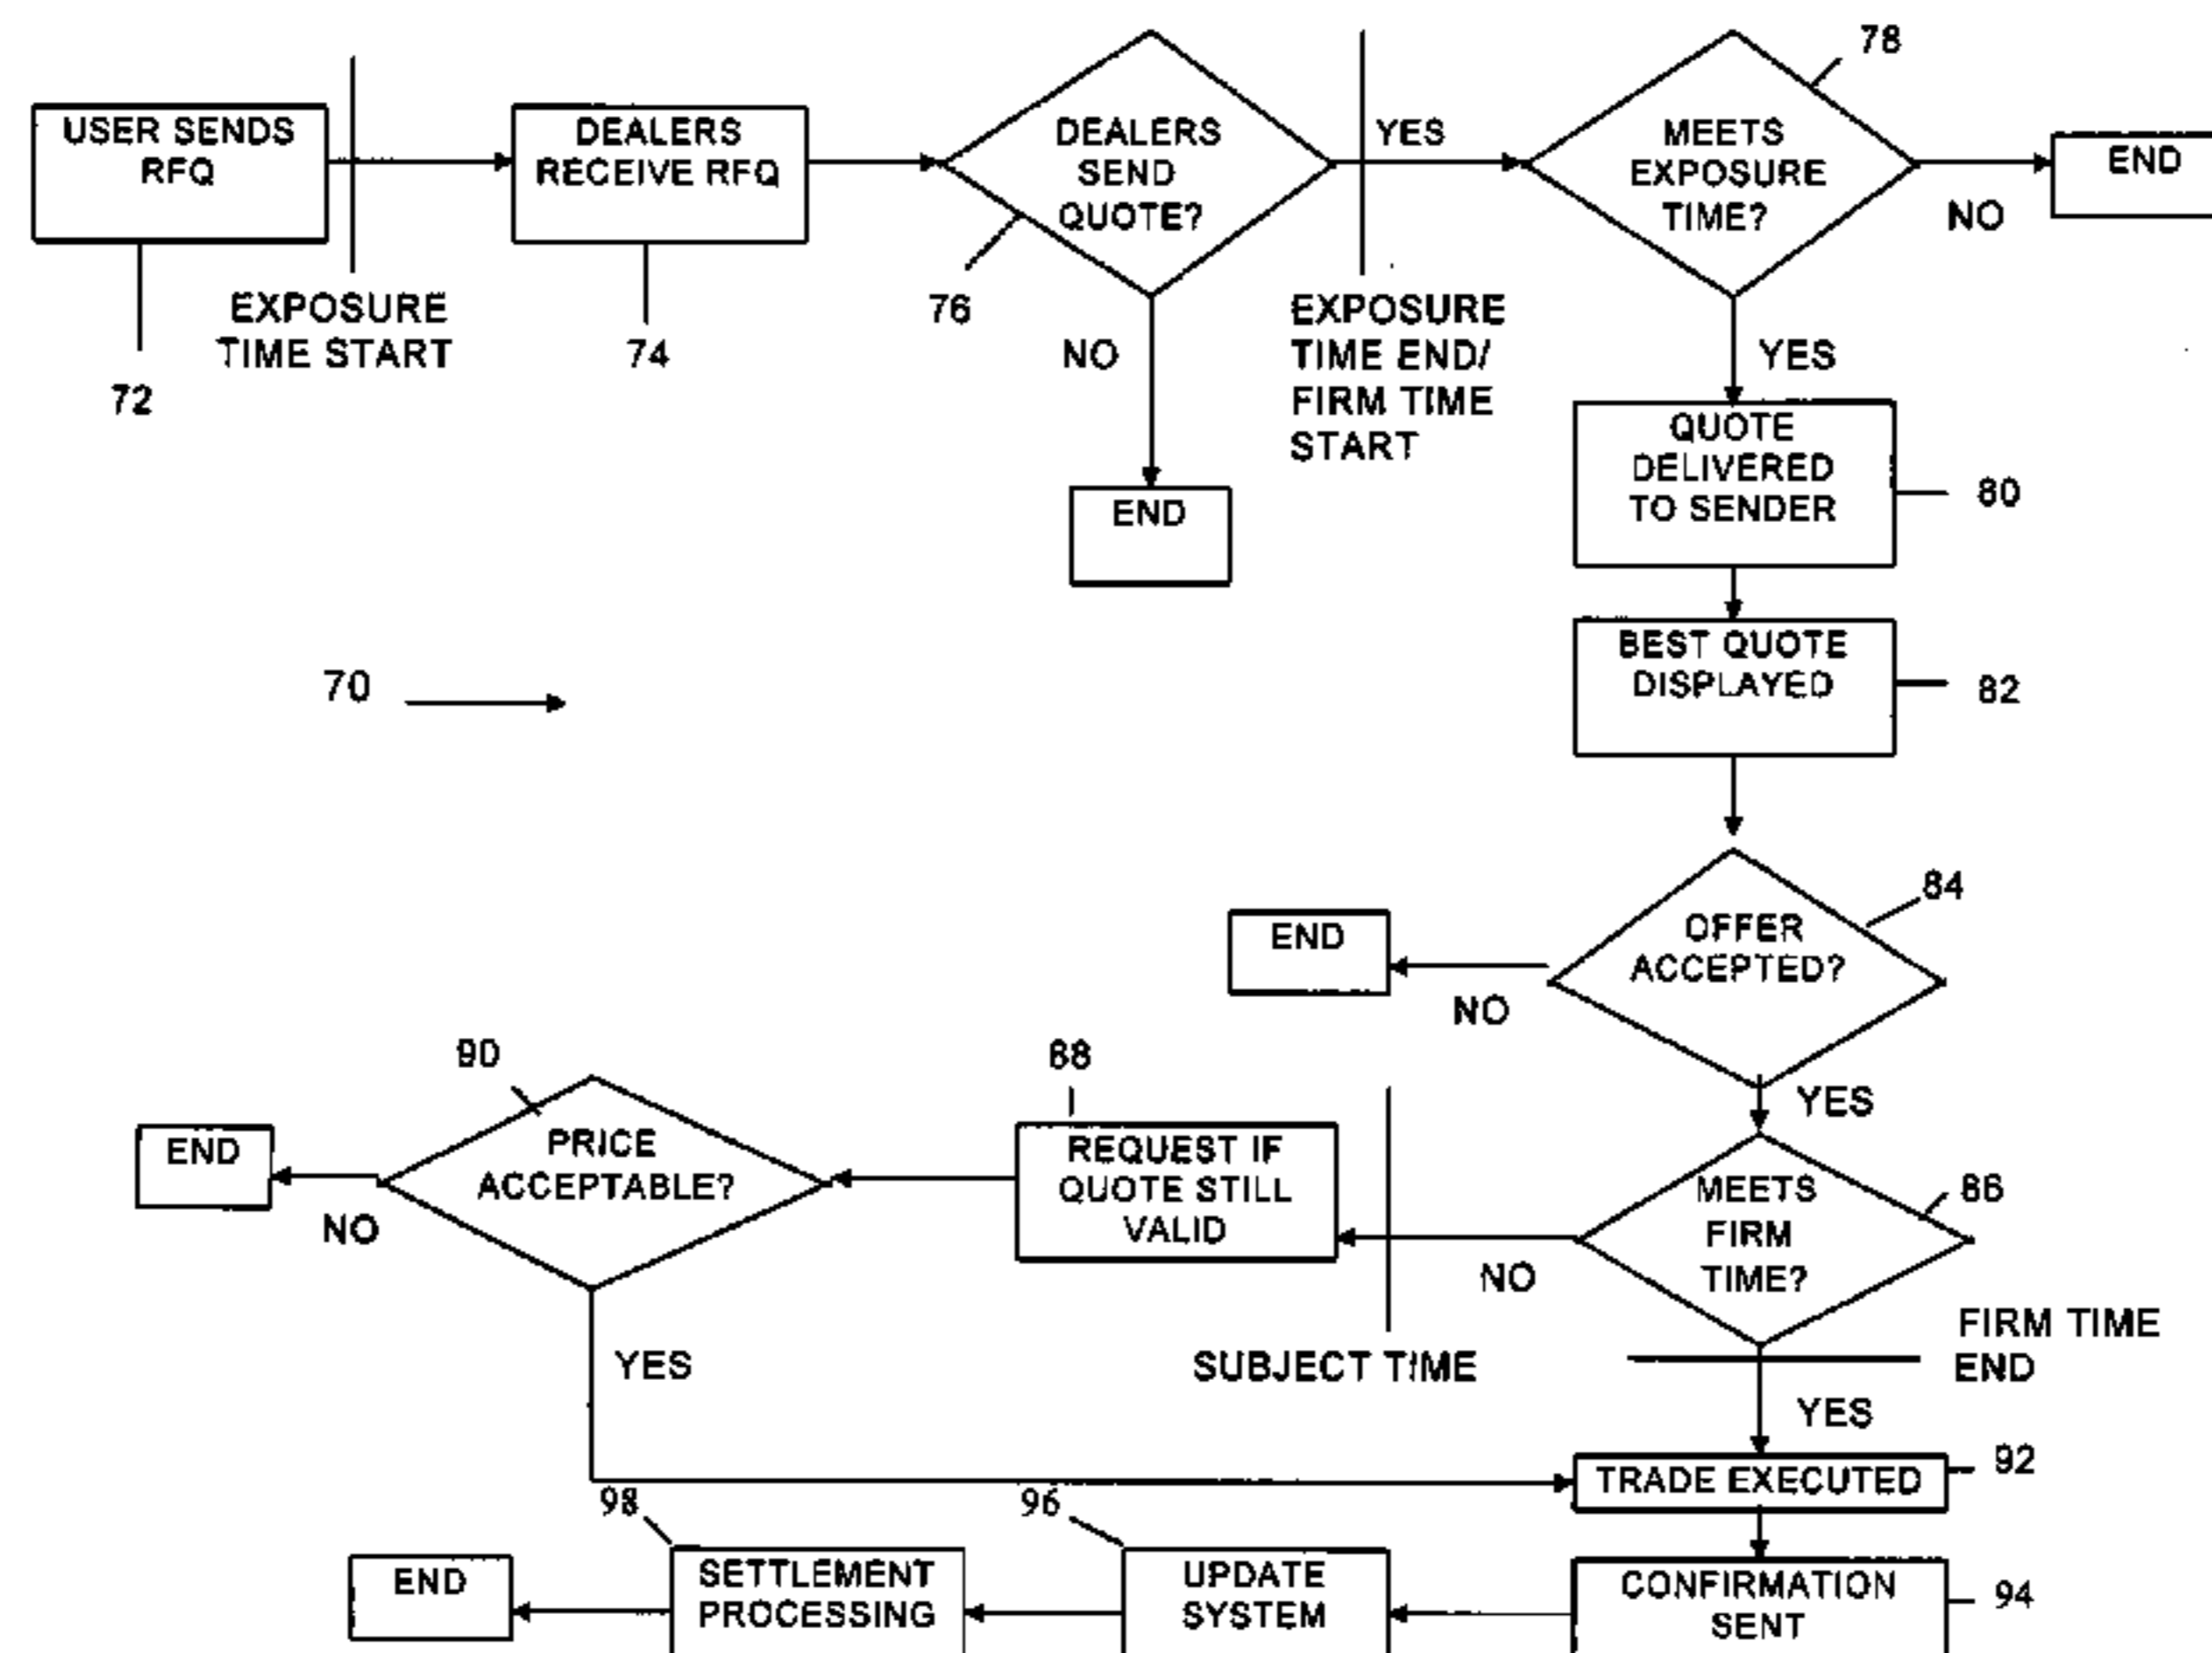 USER SENDS
RFQ
72
EXPOSURE
TIME START
DEALERS
RECEIVE RFQ
74
DEALERS
SEND
QUOTE?
76
NO
END
YES
EXPOSURE
TIME END/
FIRM TIME
START
MEETS
EXPOSURE
TIME?
78
NO
END
YES
QUOTE
DELIVERED
TO SENDER
80
BEST QUOTE
DISPLAYED
82
70
OFFER
ACCEPTED?
84
NO
END
YES
MEETS
FIRM
TIME?
86
NO
SUBJECT TIME
REQUEST IF
QUOTE STILL
VALID
88
PRICE
ACCEPTABLE?
90
NO
END
YES
FIRM TIME
END
YES
TRADE EXECUTED
92
CONFIRMATION
SENT
94
UPDATE
SYSTEM
96
SETTLEMENT
PROCESSING
98
END